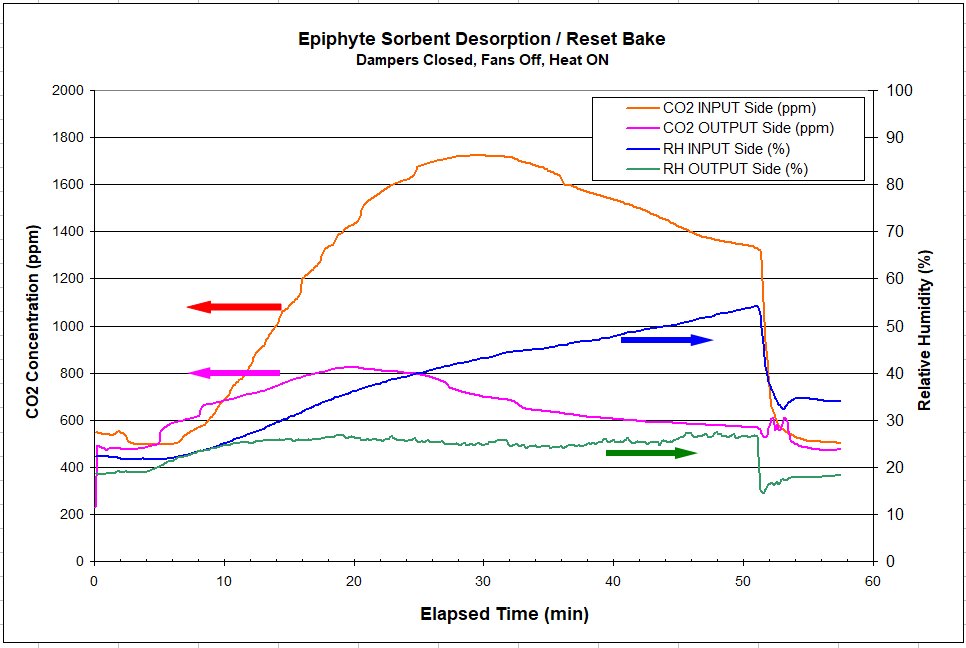 Epiphyte Sorbent Desorption / Reset Bake
Dampers Closed, Fans Off, Heat ON
CO2 INPUT Side (ppm)
CO2 OUTPUT Side (ppm)
RH INPUT Side (%)
RH OUTPUT Side (%)
CO2 Concentration (ppm)
2000
1800
1600
1400
1200
1000
800
600
400
200
0
100
90
80
70
60
50
40
30
20
10
0
Relative Humidity (%)
0 10 20 30 40 50 60
Elapsed Time (min)